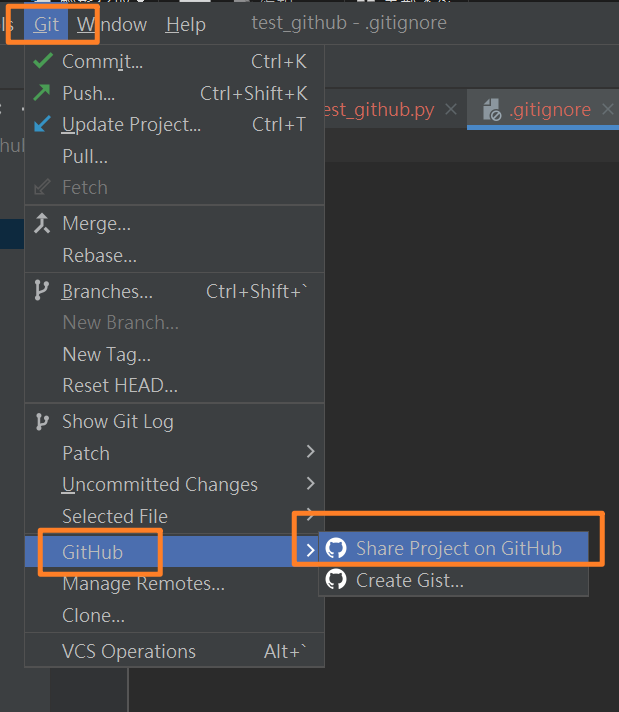 Git Window Help test_github - .gitignore
Commit... Ctrl+K
Push... Ctrl+Shift+K
est_github.py .gitignore
Update Project... Ctrl+T
Pull...
Fetch
Merge...
Rebase...
Branches... Ctrl+Shift+`
New Branch...
New Tag...
Reset HEAD...
Show Git Log
Patch
Uncommitted Changes
Selected File
GitHub
Share Project on GitHub
Create Gist...
Manage Remotes...
Clone...
VCS Operations Alt+`